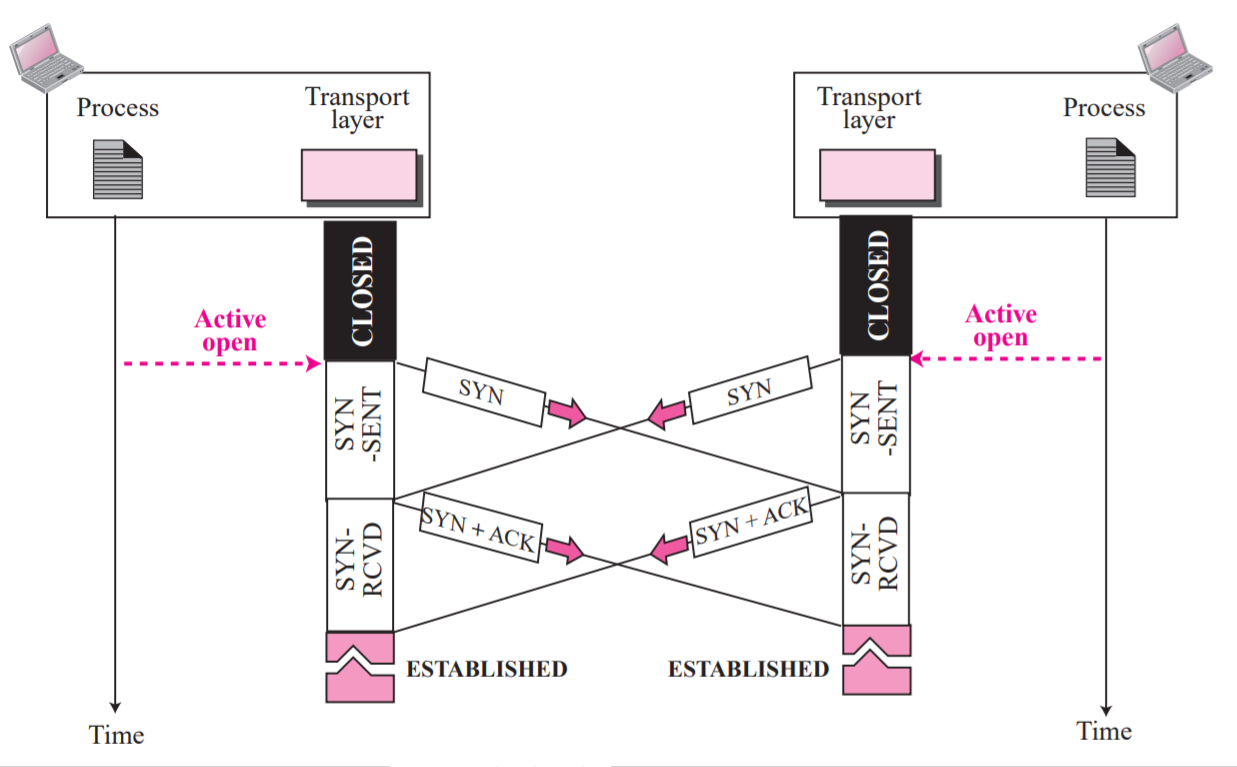 Process
Transport
layer
Transport
layer
Process
CLOSED
CLOSED
Active
open
Active
open
SYN
-SENT
SYN
SYN
SYN
-SENT
SYN-
RCVD
SYN + ACK
SYN + ACK
SYN-
RCVD
ESTABLISHED
ESTABLISHED
Time
Time